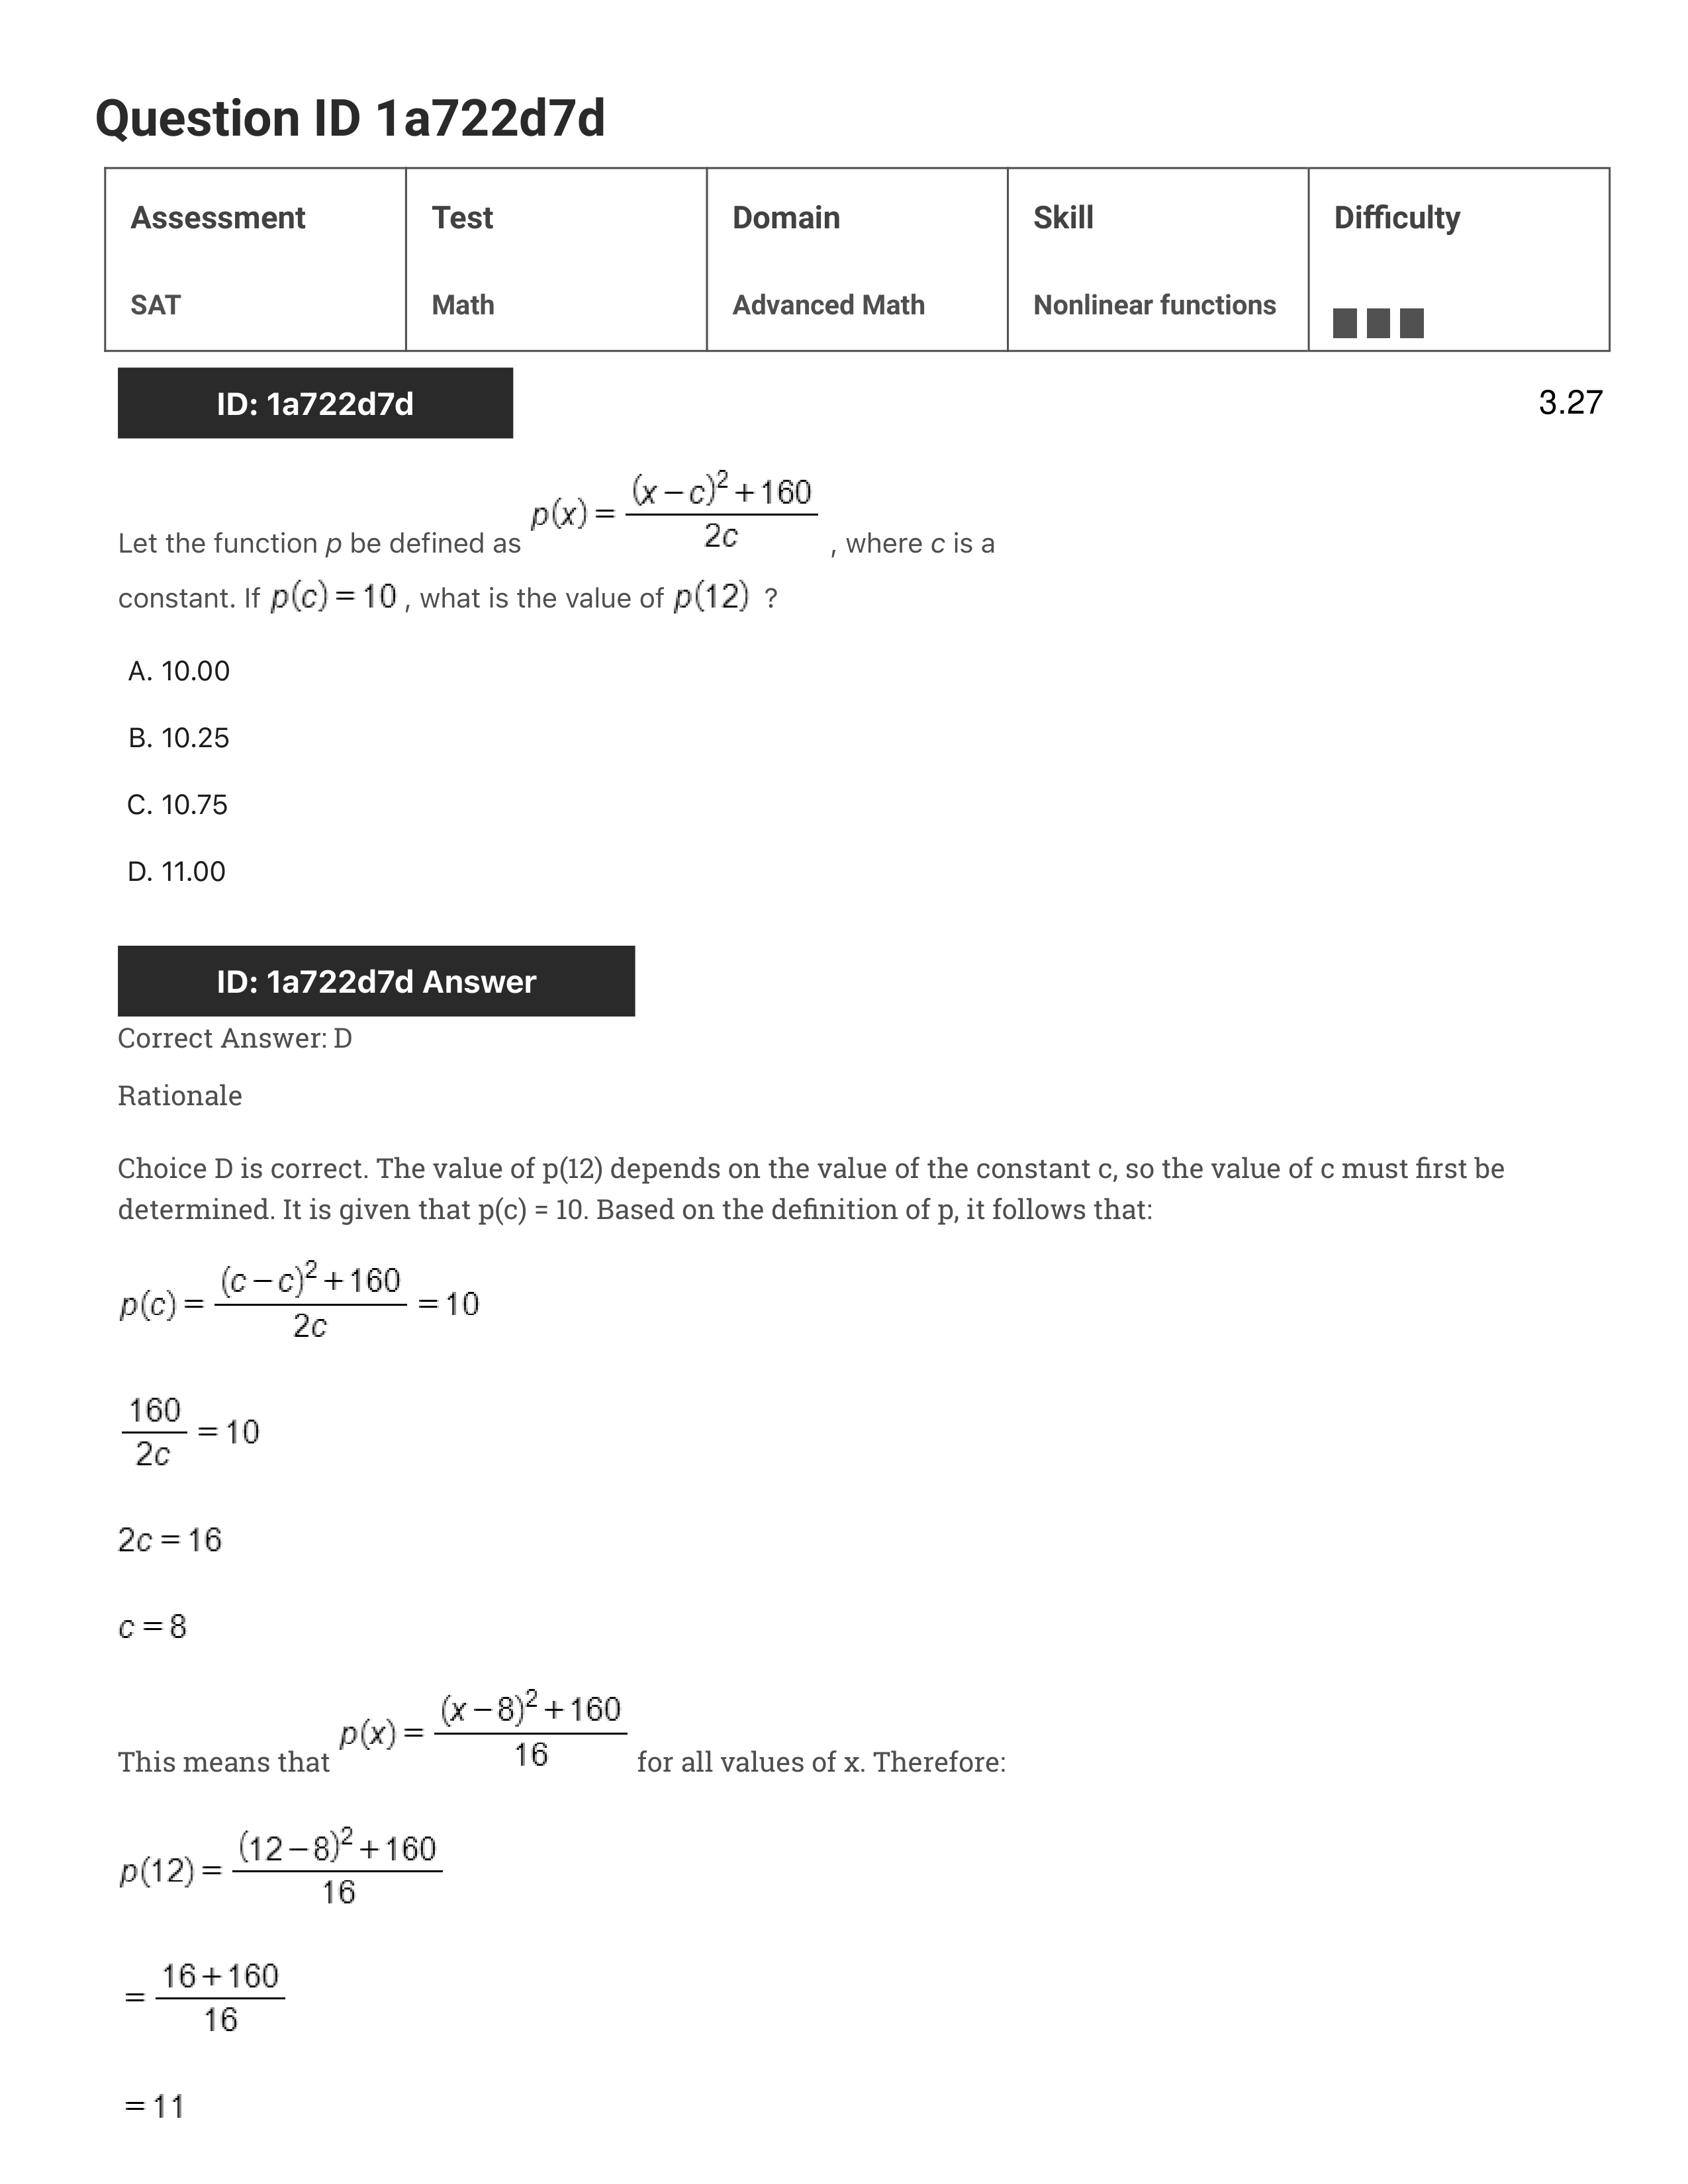 Question ID 1a722d7d
Assessment Test Domain Skill Difficulty
SAT Math Advanced Math Nonlinear functions
ID: 1a722d7d 3.27
Let the function p be defined as p(x) = ((x − c)² + 160)/(2c) , where c is a
constant. If p(c) = 10 , what is the value of p(12) ?
A. 10.00
B. 10.25
C. 10.75
D. 11.00
ID: 1a722d7d Answer
Correct Answer: D
Rationale
Choice D is correct. The value of p(12) depends on the value of the constant c, so the value of c must first be
determined. It is given that p(c) = 10. Based on the definition of p, it follows that:
p(c) = ((c − c)² + 160)/(2c) = 10
160/(2c) = 10
2c = 16
c = 8
This means that p(x) = ((x − 8)² + 160)/16 for all values of x. Therefore:
p(12) = ((12 − 8)² + 160)/16
= (16 + 160)/16
= 11